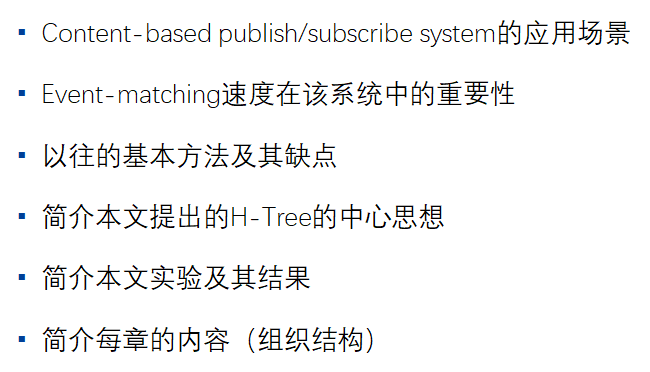 ▪ Content-based publish/subscribe system的应用场景
▪ Event-matching速度在该系统中的重要性
▪ 以往的基本方法及其缺点
▪ 简介本文提出的H-Tree的中心思想
▪ 简介本文实验及其结果
▪ 简介每章的内容（组织结构）